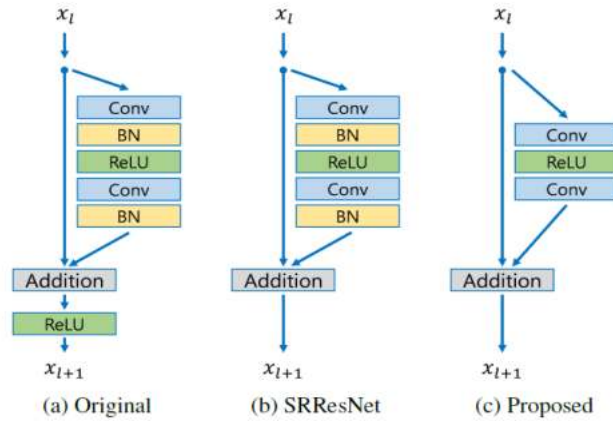 x_l
Conv
BN
ReLU
Conv
BN
Addition
ReLU
x_{l+1}
(a) Original
x_l
Conv
BN
ReLU
Conv
BN
Addition
x_{l+1}
(b) SRResNet
x_l
Conv
ReLU
Conv
Addition
x_{l+1}
(c) Proposed